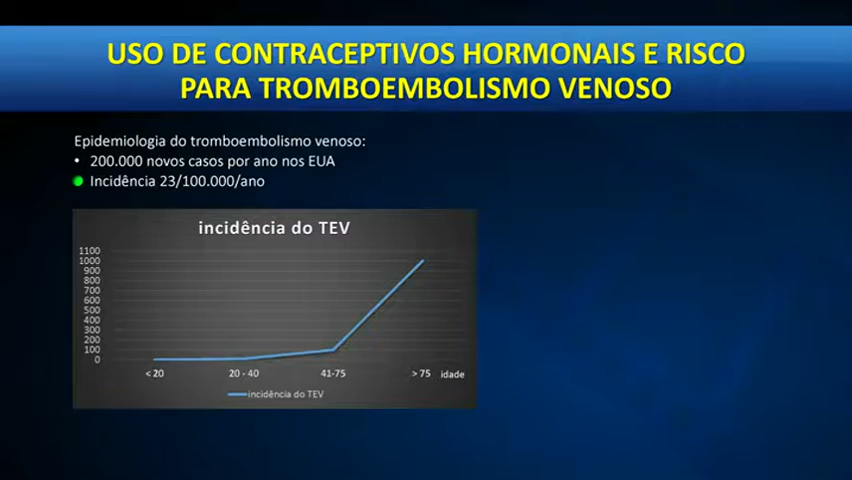 USO DE CONTRACEPTIVOS HORMONAIS E RISCO
PARA TROMBOEMBOLISMO VENOSO
Epidemiologia do tromboembolismo venoso:
• 200.000 novos casos por ano nos EUA
Incidência 23/100.000/ano
incidência do TEV
1100
1000
900
800
700
600
500
400
300
200
100
0
< 20 20 - 40 41-75 > 75 idade
incidência do TEV